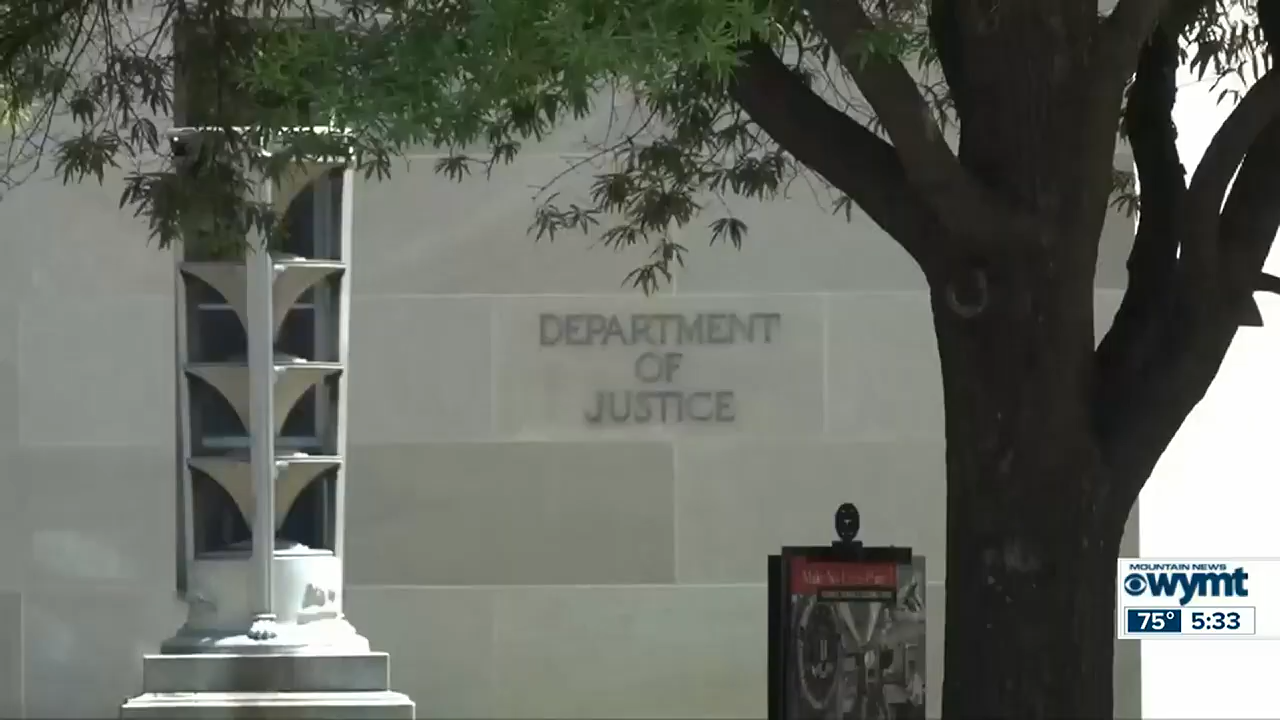 DEPARTMENT
OF
JUSTICE
MOUNTAIN NEWS
wymt
75° 5:33